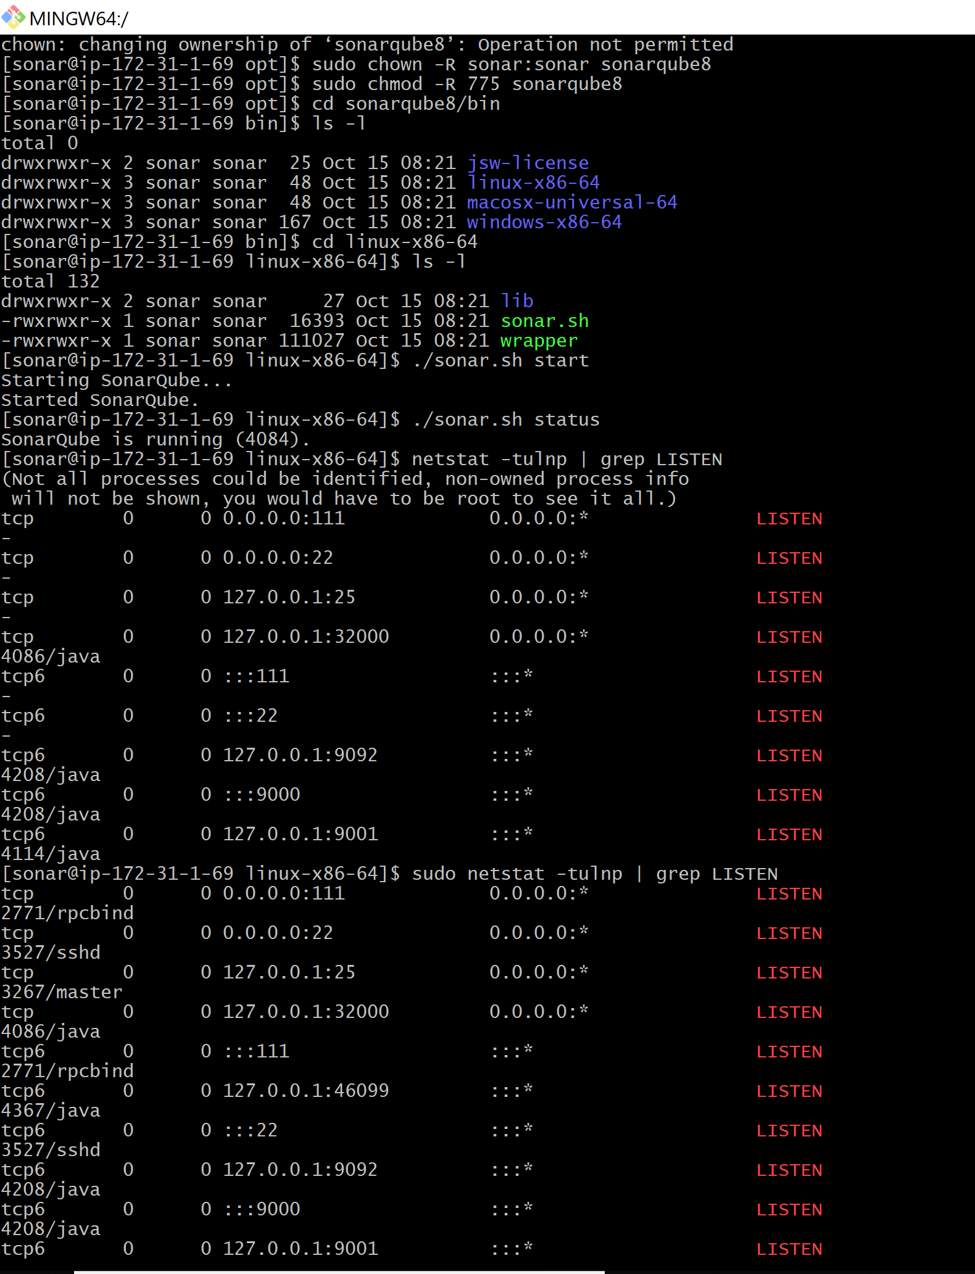 MINGW64:/
chown: changing ownership of ‘sonarqube8’: Operation not permitted
[sonar@ip-172-31-1-69 opt]$ sudo chown -R sonar:sonar sonarqube8
[sonar@ip-172-31-1-69 opt]$ sudo chmod -R 775 sonarqube8
[sonar@ip-172-31-1-69 opt]$ cd sonarqube8/bin
[sonar@ip-172-31-1-69 bin]$ ls -l
total 0
drwxrwxr-x 2 sonar sonar  25 Oct 15 08:21 jsw-license
drwxrwxr-x 3 sonar sonar  48 Oct 15 08:21 linux-x86-64
drwxrwxr-x 3 sonar sonar  48 Oct 15 08:21 macosx-universal-64
drwxrwxr-x 3 sonar sonar 167 Oct 15 08:21 windows-x86-64
[sonar@ip-172-31-1-69 bin]$ cd linux-x86-64
[sonar@ip-172-31-1-69 linux-x86-64]$ ls -l
total 132
drwxrwxr-x 2 sonar sonar     27 Oct 15 08:21 lib
-rwxrwxr-x 1 sonar sonar  16393 Oct 15 08:21 sonar.sh
-rwxrwxr-x 1 sonar sonar 111027 Oct 15 08:21 wrapper
[sonar@ip-172-31-1-69 linux-x86-64]$ ./sonar.sh start
Starting SonarQube...
Started SonarQube.
[sonar@ip-172-31-1-69 linux-x86-64]$ ./sonar.sh status
SonarQube is running (4084).
[sonar@ip-172-31-1-69 linux-x86-64]$ netstat -tulnp | grep LISTEN
(Not all processes could be identified, non-owned process info
 will not be shown, you would have to be root to see it all.)
tcp        0      0 0.0.0.0:111             0.0.0.0:*               LISTEN
-
tcp        0      0 0.0.0.0:22              0.0.0.0:*               LISTEN
-
tcp        0      0 127.0.0.1:25            0.0.0.0:*               LISTEN
-
tcp        0      0 127.0.0.1:32000         0.0.0.0:*               LISTEN
4086/java
tcp6       0      0 :::111                  :::*                    LISTEN
-
tcp6       0      0 :::22                   :::*                    LISTEN
-
tcp6       0      0 127.0.0.1:9092          :::*                    LISTEN
4208/java
tcp6       0      0 :::9000                 :::*                    LISTEN
4208/java
tcp6       0      0 127.0.0.1:9001          :::*                    LISTEN
4114/java
[sonar@ip-172-31-1-69 linux-x86-64]$ sudo netstat -tulnp | grep LISTEN
tcp        0      0 0.0.0.0:111             0.0.0.0:*               LISTEN
2771/rpcbind
tcp        0      0 0.0.0.0:22              0.0.0.0:*               LISTEN
3527/sshd
tcp        0      0 127.0.0.1:25            0.0.0.0:*               LISTEN
3267/master
tcp        0      0 127.0.0.1:32000         0.0.0.0:*               LISTEN
4086/java
tcp6       0      0 :::111                  :::*                    LISTEN
2771/rpcbind
tcp6       0      0 127.0.0.1:46099         :::*                    LISTEN
4367/java
tcp6       0      0 :::22                   :::*                    LISTEN
3527/sshd
tcp6       0      0 127.0.0.1:9092          :::*                    LISTEN
4208/java
tcp6       0      0 :::9000                 :::*                    LISTEN
4208/java
tcp6       0      0 127.0.0.1:9001          :::*                    LISTEN